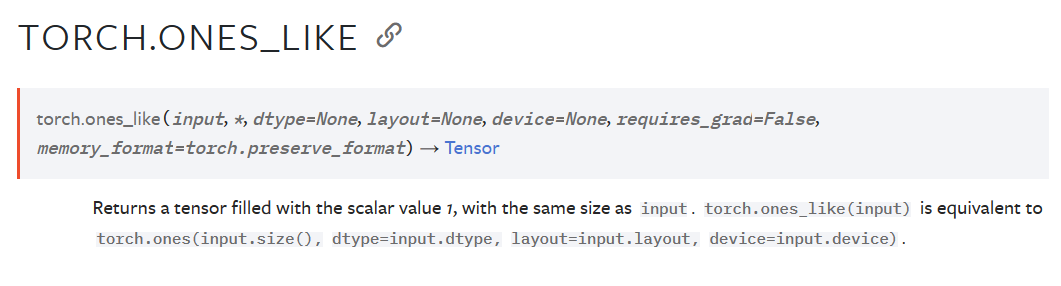 TORCH.ONES_LIKE
torch.ones_like(input, *, dtype=None, layout=None, device=None, requires_grad=False,
memory_format=torch.preserve_format) → Tensor
Returns a tensor filled with the scalar value 1, with the same size as input. torch.ones_like(input) is equivalent to
torch.ones(input.size(), dtype=input.dtype, layout=input.layout, device=input.device).